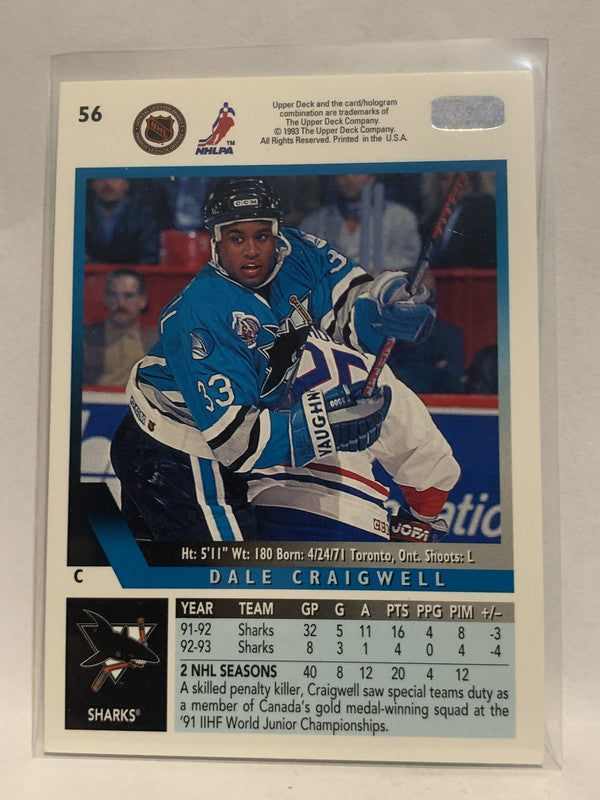 56
NHLPA
TM
Upper Deck and the card/hologram
combination are trademarks of
The Upper Deck Company.
© 1993 The Upper Deck Company.
All Rights Reserved. Printed in the U.S.A.
CCM
33
33
VAUGHN
JOFA
Ht: 5'11" Wt: 180 Born: 4/24/71 Toronto, Ont. Shoots: L
C
DALE CRAIGWELL
YEAR TEAM GP G A PTS PPG PIM +/–
91-92 Sharks 32 5 11 16 4 8 -3
92-93 Sharks 8 3 1 4 0 4 -4
2 NHL SEASONS 40 8 12 20 4 12
A skilled penalty killer, Craigwell saw special teams duty as
a member of Canada's gold medal-winning squad at the
'91 IIHF World Junior Championships.
SHARKS®